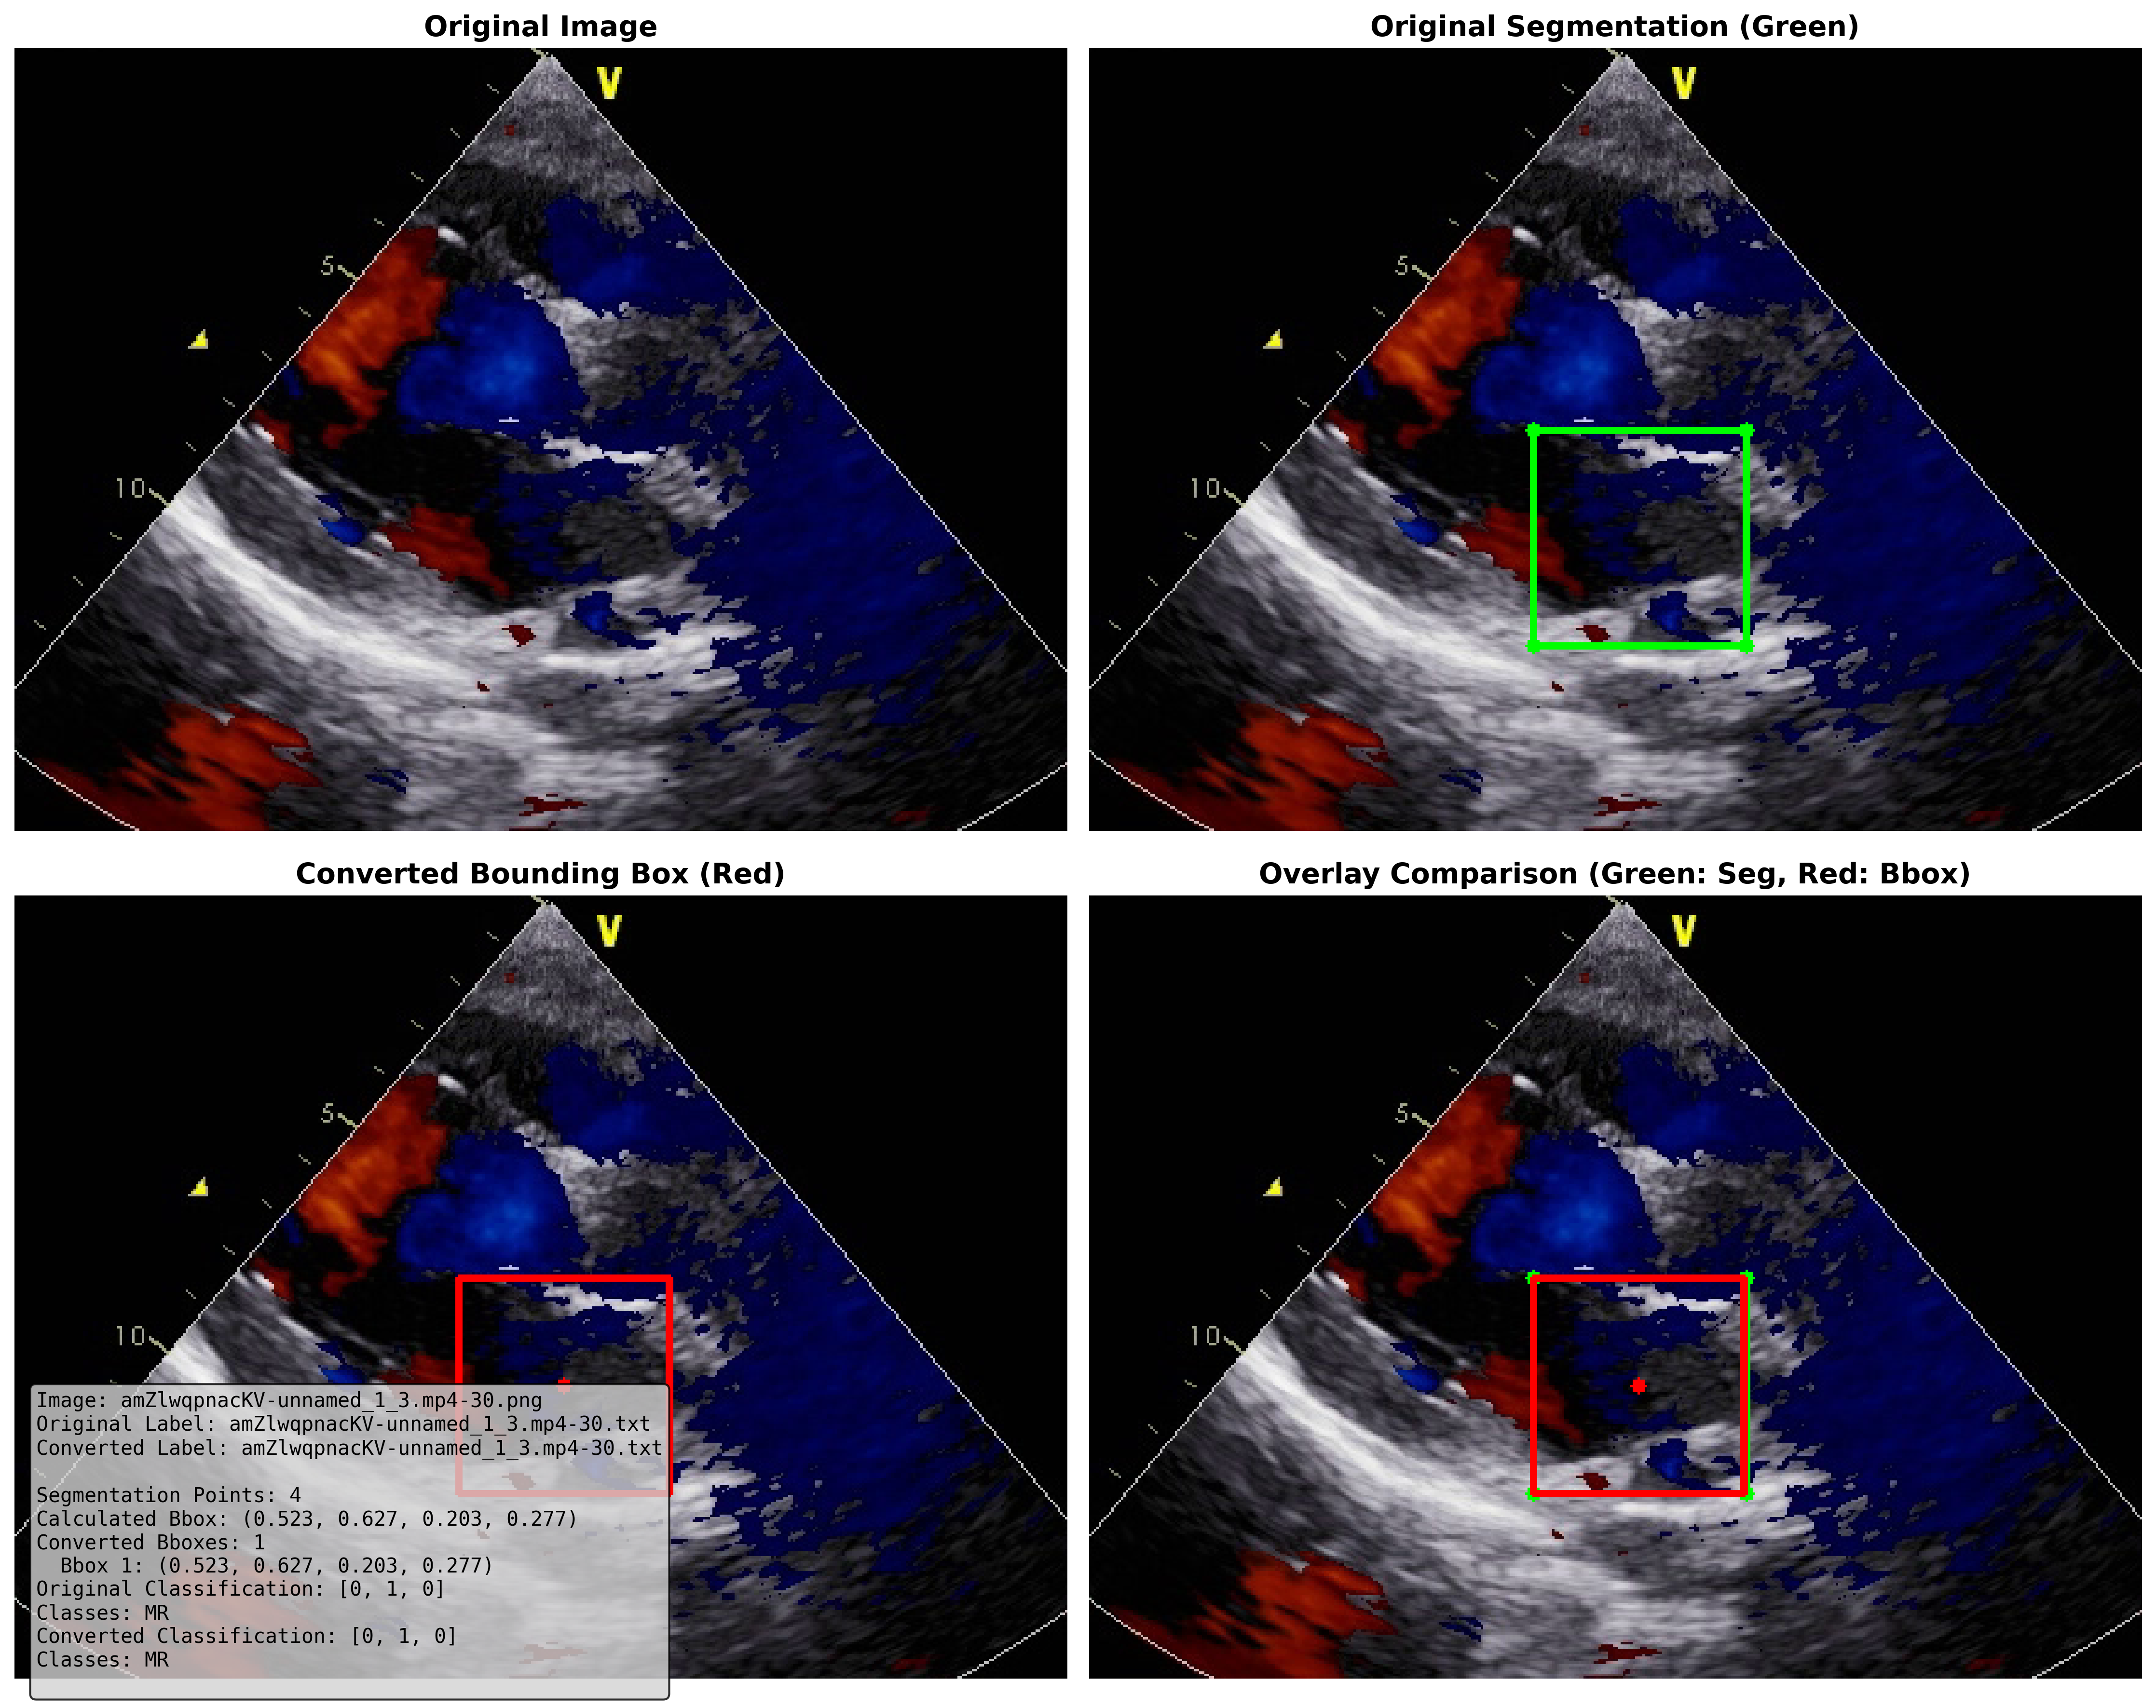 Original Image
Original Segmentation (Green)
V
5
10
V
5
10
Converted Bounding Box (Red)
Overlay Comparison (Green: Seg, Red: Bbox)
V
5
10
V
5
10
Image: amZlwqpnacKV-unnamed_1_3.mp4-30.png
Original Label: amZlwqpnacKV-unnamed_1_3.mp4-30.txt
Converted Label: amZlwqpnacKV-unnamed_1_3.mp4-30.txt
Segmentation Points: 4
Calculated Bbox: (0.523, 0.627, 0.203, 0.277)
Converted Bboxes: 1
Bbox 1: (0.523, 0.627, 0.203, 0.277)
Original Classification: [0, 1, 0]
Classes: MR
Converted Classification: [0, 1, 0]
Classes: MR